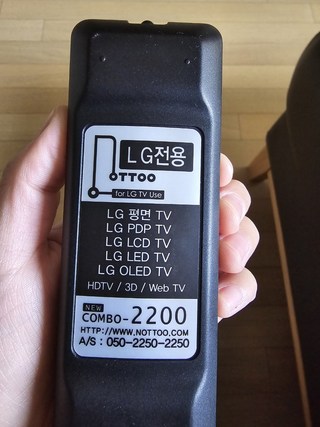 LG전용
NOTTOO
for LG TV Use
LG 평면 TV
LG PDP TV
LG LCD TV
LG LED TV
LG OLED TV
HDTV / 3D / Web TV
NEW
COMBO-2200
HTTP://WWW.NOTTOO.COM
A/S : 050-2250-2250